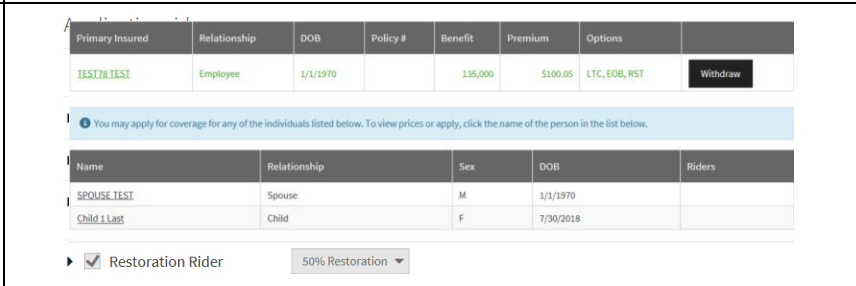 Primary Insured Relationship DOB Policy # Benefit Premium Options
TEST78 TEST Employee 1/1/1970 135,000 $100.05 LTC, EOB, RST Withdraw
You may apply for coverage for any of the individuals listed below. To view prices or apply, click the name of the person in the list below.
Name Relationship Sex DOB Riders
SPOUSE TEST Spouse M 1/1/1970
Child 1 Last Child F 7/30/2018
Restoration Rider 50% Restoration